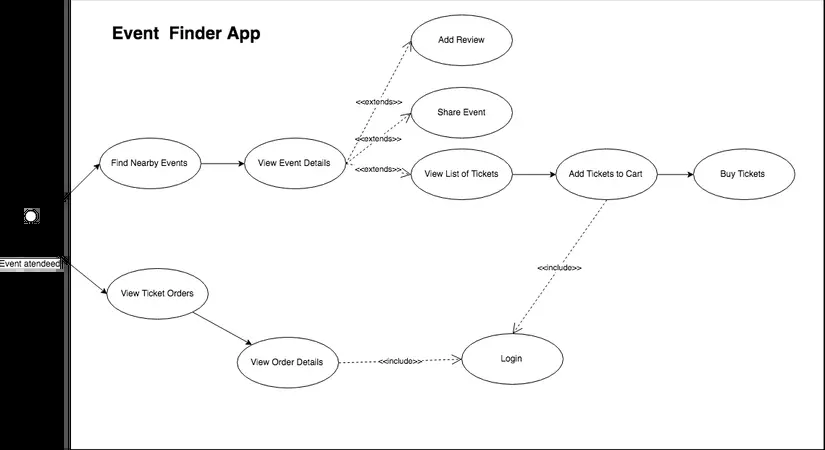 Event Finder App
Add Review
<<extends>>
Share Event
<<extends>>
Find Nearby Events
View Event Details
<<extends>>
View List of Tickets
Add Tickets to Cart
Buy Tickets
Event atendeed
<<include>>
View Ticket Orders
View Order Details
<<include>>
Login